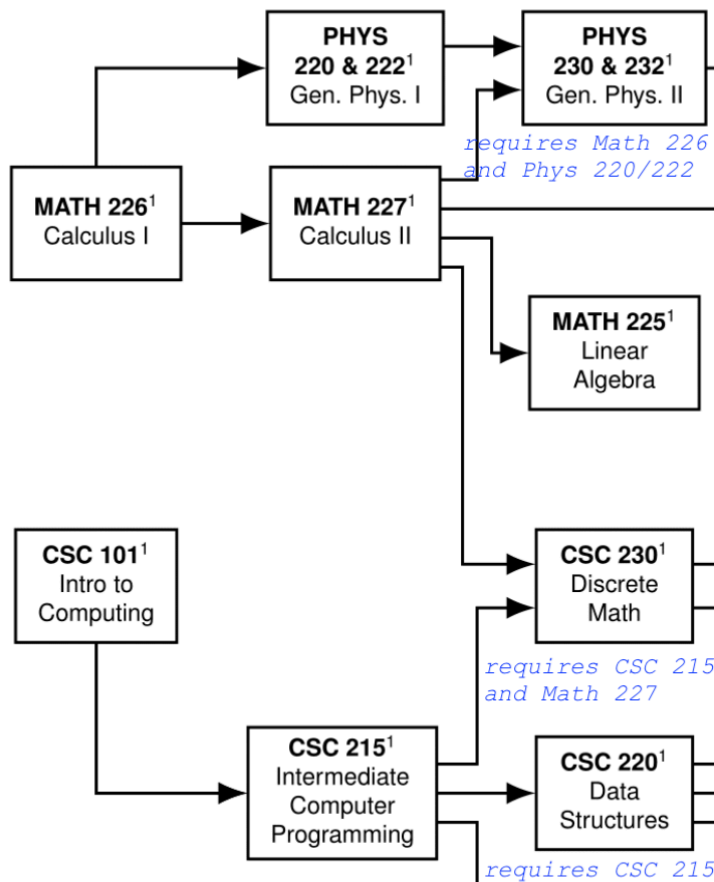 PHYS
220 & 222¹
Gen. Phys. I
PHYS
230 & 232¹
Gen. Phys. II
requires Math 226
and Phys 220/222
MATH 226¹
Calculus I
MATH 227¹
Calculus II
MATH 225¹
Linear
Algebra
CSC 101¹
Intro to
Computing
CSC 230¹
Discrete
Math
requires CSC 215
and Math 227
CSC 215¹
Intermediate
Computer
Programming
CSC 220¹
Data
Structures
requires CSC 215